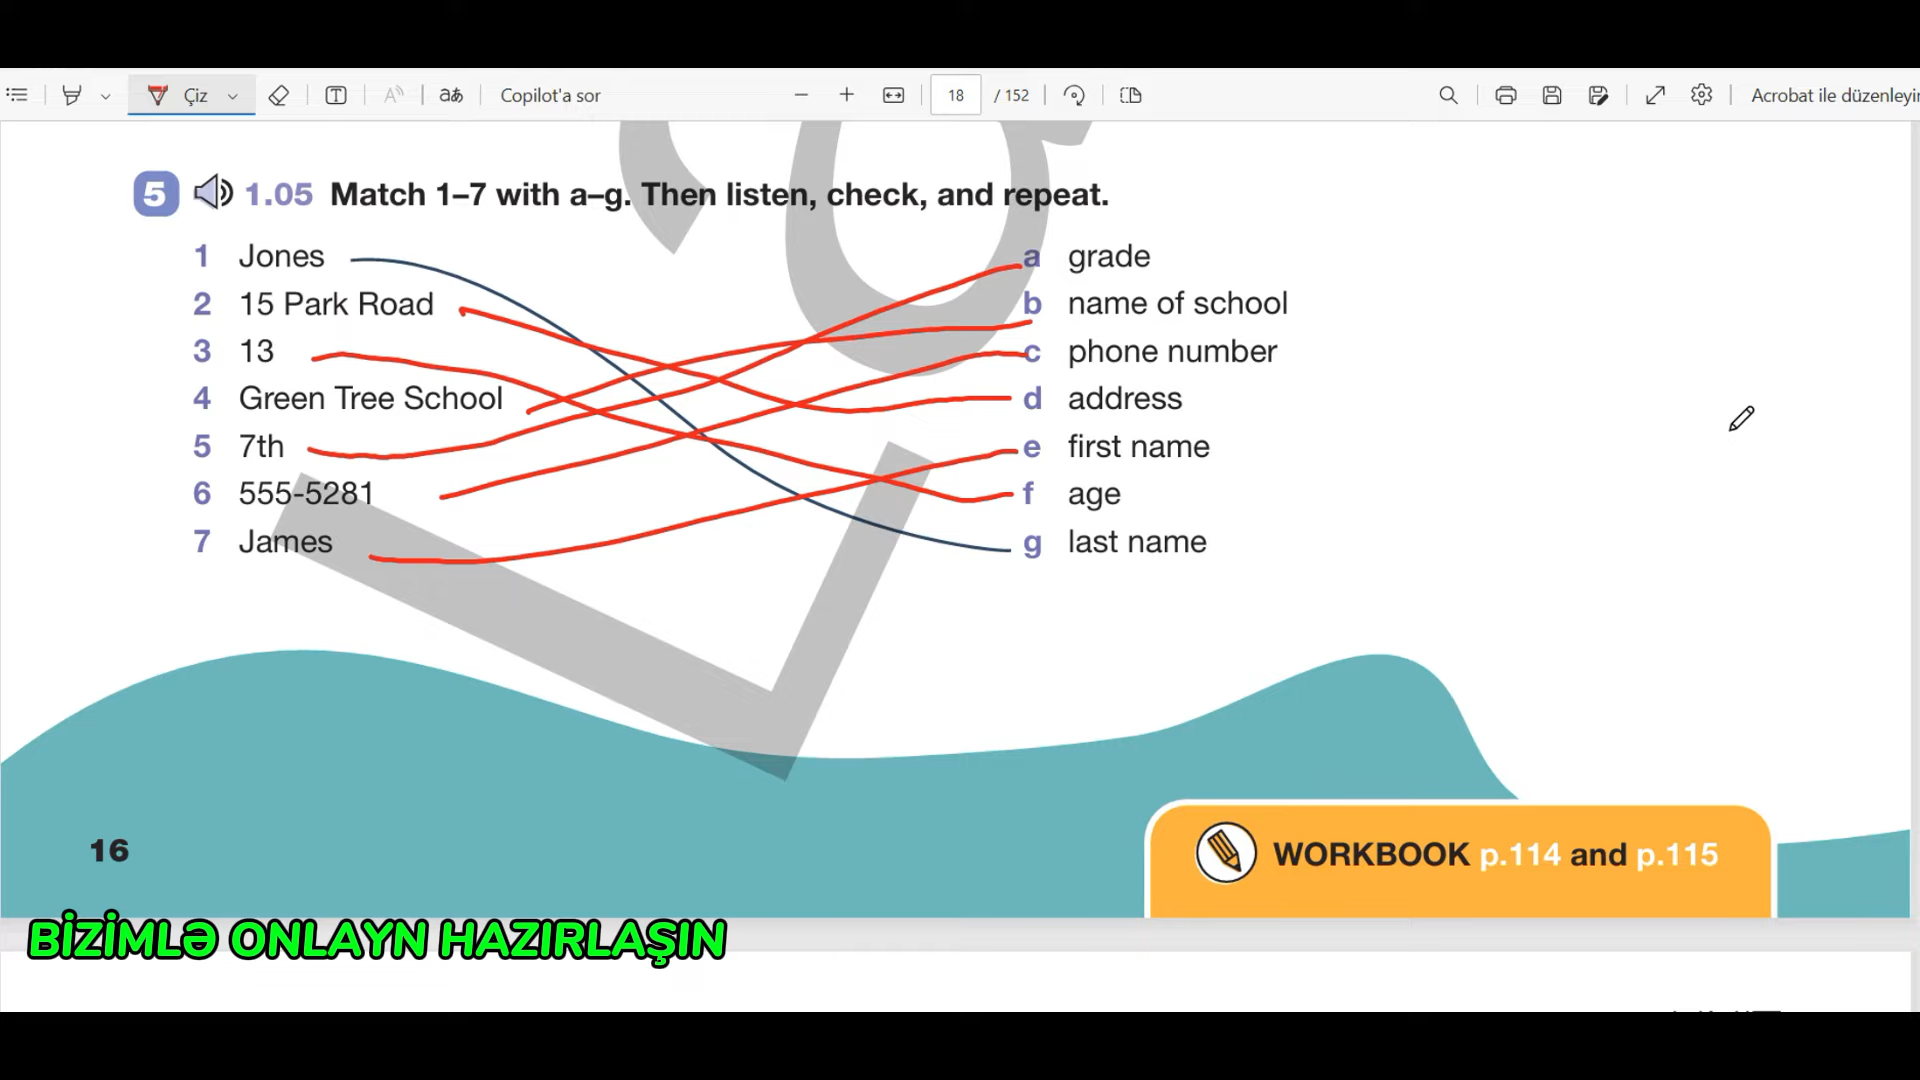 Çiz
Copilot'a sor
18 / 152
Acrobat ile düzenleyin
5 1.05 Match 1–7 with a–g. Then listen, check, and repeat.
1 Jones
2 15 Park Road
3 13
4 Green Tree School
5 7th
6 555-5281
7 James
a grade
b name of school
c phone number
d address
e first name
f age
g last name
16
WORKBOOK p.114 and p.115
BİZİMLƏ ONLAYN HAZIRLAŞIN